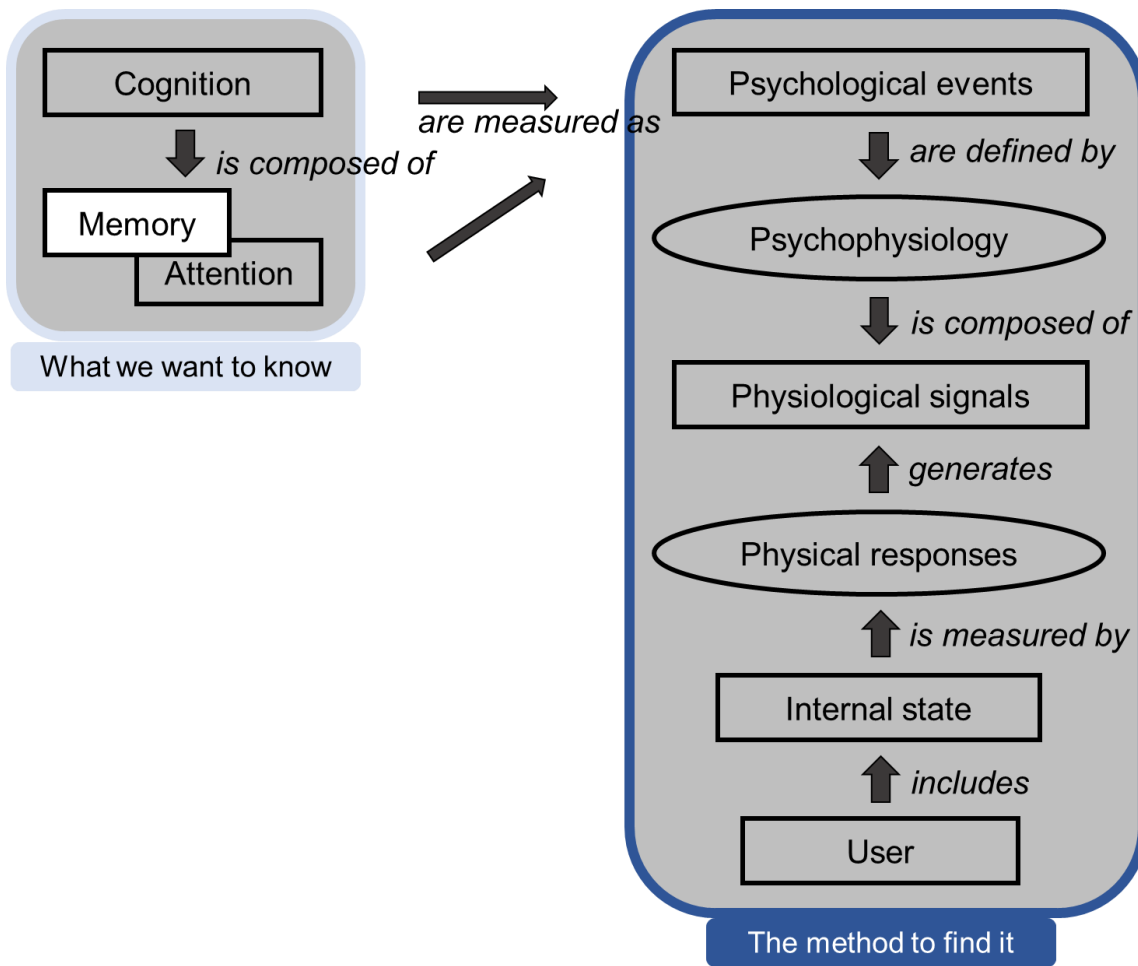 Cognition
is composed of
Memory
Attention
What we want to know
are measured as
Psychological events
are defined by
Psychophysiology
is composed of
Physiological signals
generates
Physical responses
is measured by
Internal state
includes
User
The method to find it